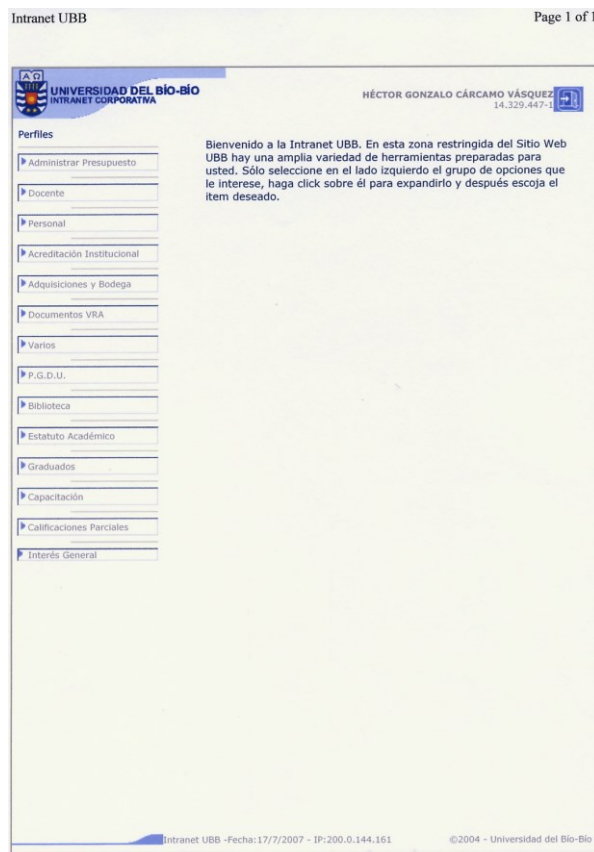 Intranet UBB
Page 1 of 1
UNIVERSIDAD DEL BÍO-BÍO
INTRANET CORPORATIVA
HÉCTOR GONZALO CÁRCAMO VÁSQUEZ
14.329.447-1
Perfiles
Bienvenido a la Intranet UBB. En esta zona restringida del Sitio Web
UBB hay una amplia variedad de herramientas preparadas para
usted. Sólo seleccione en el lado izquierdo el grupo de opciones que
le interese, haga click sobre él para expandirlo y después escoja el
item deseado.
Administrar Presupuesto
Docente
Personal
Acreditación Institucional
Adquisiciones y Bodega
Documentos VRA
Varios
P.G.D.U.
Biblioteca
Estatuto Académico
Graduados
Capacitación
Calificaciones Parciales
Interés General
Intranet UBB -Fecha:17/7/2007 - IP:200.0.144.161
©2004 - Universidad del Bío-Bío